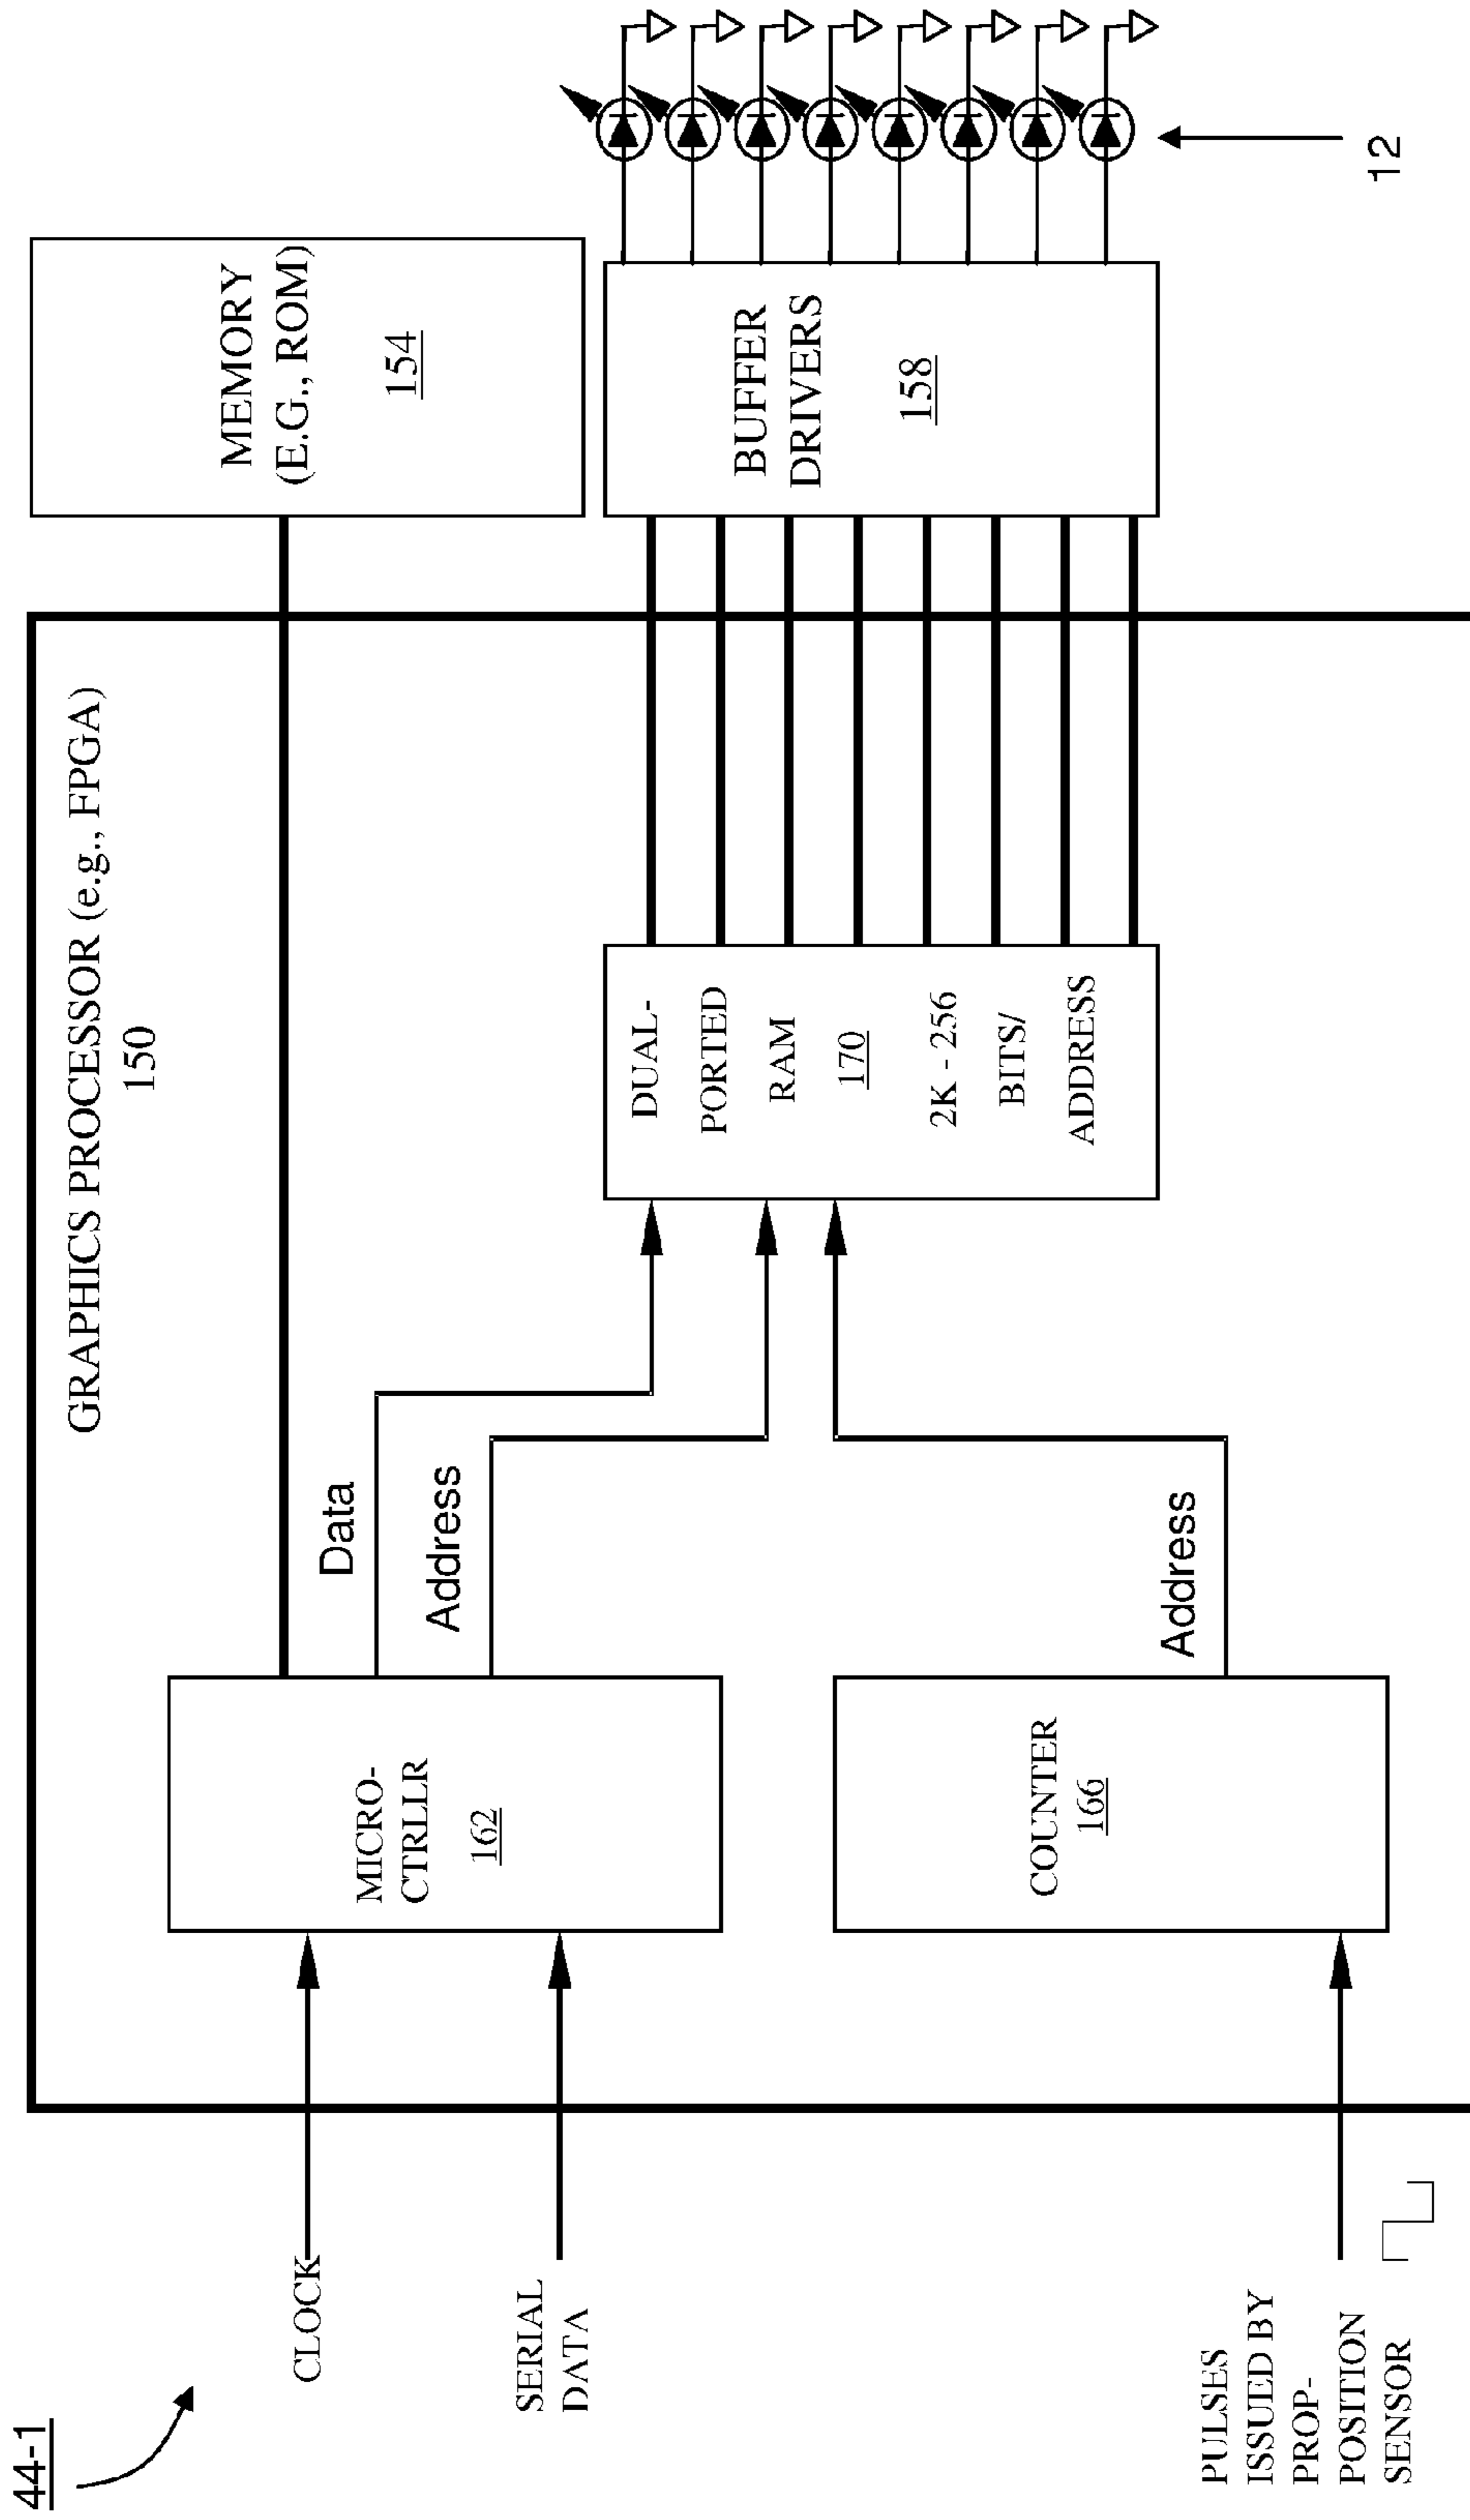 44-1
GRAPHICS PROCESSOR (e.g., FPGA)
150
MEMORY
(E.G., ROM)
154
CLOCK
SERIAL
DATA
MICRO-
CTRLLR
162
Data
Address
DUAL-
PORTED
RAM
170
2K - 256
BITS/
ADDRESS
BUFFER
DRIVERS
158
PULSES
ISSUED BY
PROP-
POSITION
SENSOR
COUNTER
166
Address
12